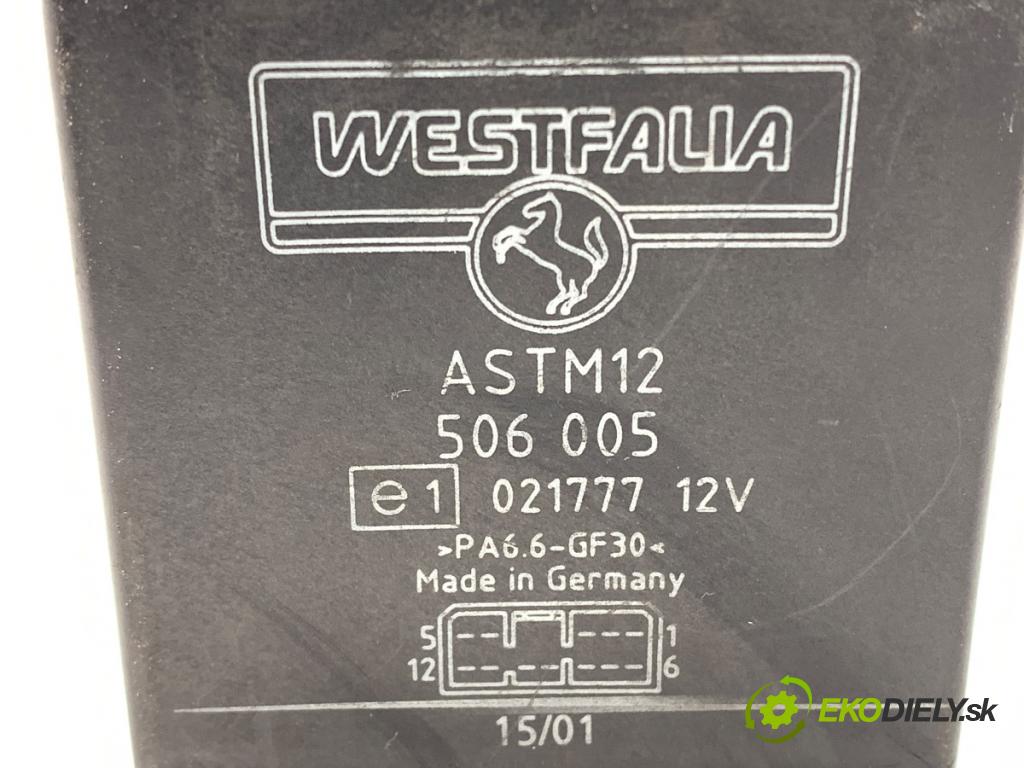 WESTFALIA
ASTM12
506 005
e1 021777 12V
>PA6.6-GF30<
Made in Germany
5 1
12 6
15/01
EKODIELY.sk